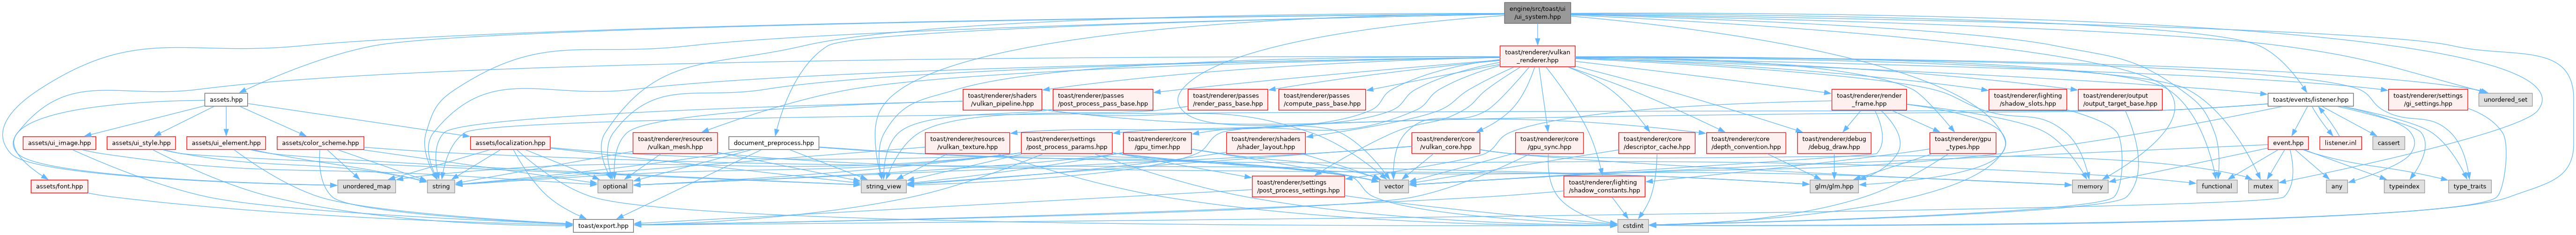 engine/src/toast/ui
/ui_system.hpp
toast/renderer/vulkan
_renderer.hpp
assets.hpp
toast/renderer/shaders
/vulkan_pipeline.hpp
toast/renderer/passes
/post_process_pass_base.hpp
toast/renderer/passes
/render_pass_base.hpp
toast/renderer/passes
/compute_pass_base.hpp
toast/renderer/render
_frame.hpp
toast/renderer/lighting
/shadow_slots.hpp
toast/renderer/output
/output_target_base.hpp
toast/events/listener.hpp
toast/renderer/settings
/gi_settings.hpp
unordered_set
assets/ui_image.hpp
assets/ui_style.hpp
assets/ui_element.hpp
assets/color_scheme.hpp
assets/localization.hpp
toast/renderer/resources
/vulkan_mesh.hpp
document_preprocess.hpp
toast/renderer/resources
/vulkan_texture.hpp
toast/renderer/settings
/post_process_params.hpp
toast/renderer/core
/gpu_timer.hpp
toast/renderer/shaders
/shader_layout.hpp
toast/renderer/core
/vulkan_core.hpp
toast/renderer/core
/gpu_sync.hpp
toast/renderer/core
/descriptor_cache.hpp
toast/renderer/core
/depth_convention.hpp
toast/renderer/debug
/debug_draw.hpp
toast/renderer/gpu
_types.hpp
event.hpp
listener.inl
cassert
assets/font.hpp
unordered_map
string
optional
string_view
toast/renderer/settings
/post_process_settings.hpp
vector
toast/renderer/lighting
/shadow_constants.hpp
glm/glm.hpp
memory
functional
mutex
any
typeindex
type_traits
toast/export.hpp
cstdint